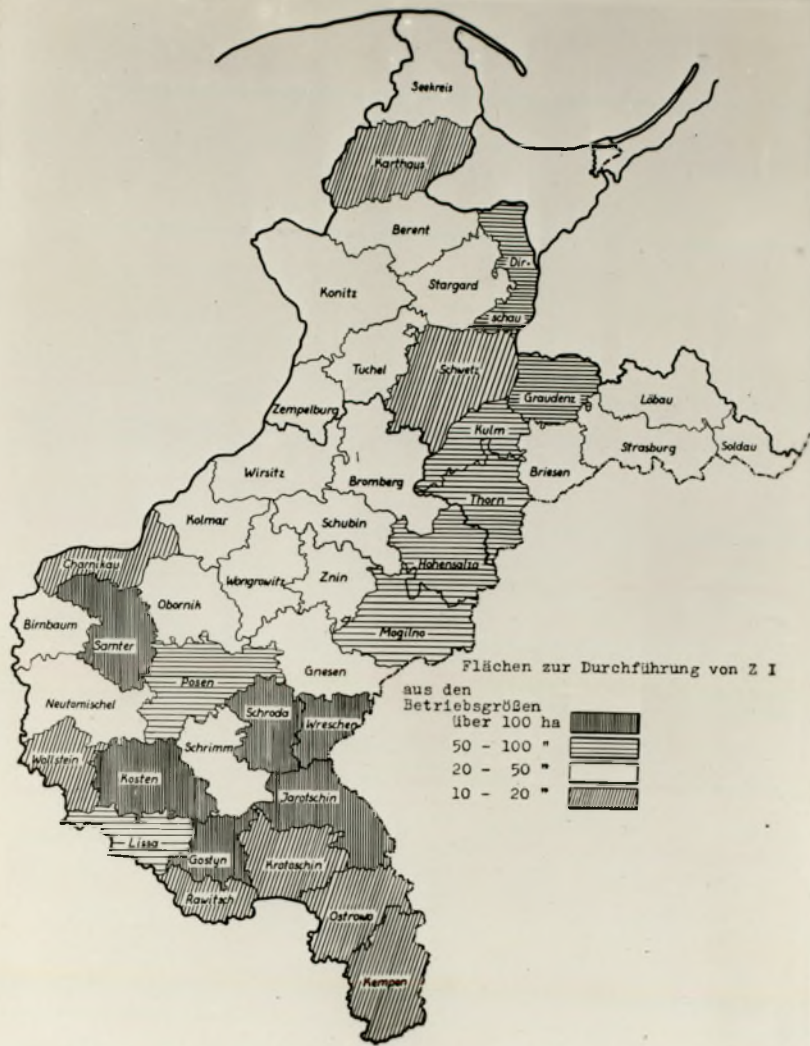 Seekreis
Karthaus
Berent
Dir-
schau
Konitz
Stargard
Tuchel
Schwetz
Zempelburg
Graudenz
Löbau
Kulm
Strasburg
Soldau
Briesen
Wirsitz
Bromberg
Thorn
Kolmar
Schubin
Hohensalza
Charnikau
Wongrowitz
Znin
Obornik
Birnbaum
Mogilno
Samter
Gnesen
Posen
Neutomischel
Schroda
Wreschen
Schrimm
Wollstein
Kosten
Jarotschin
Lissa
Gostyn
Krotoschin
Rawitsch
Ostrowo
Kempen
Flächen zur Durchführung von Z I
aus den
Betriebsgrößen
über 100 ha
50 - 100 "
20 - 50 "
10 - 20 "